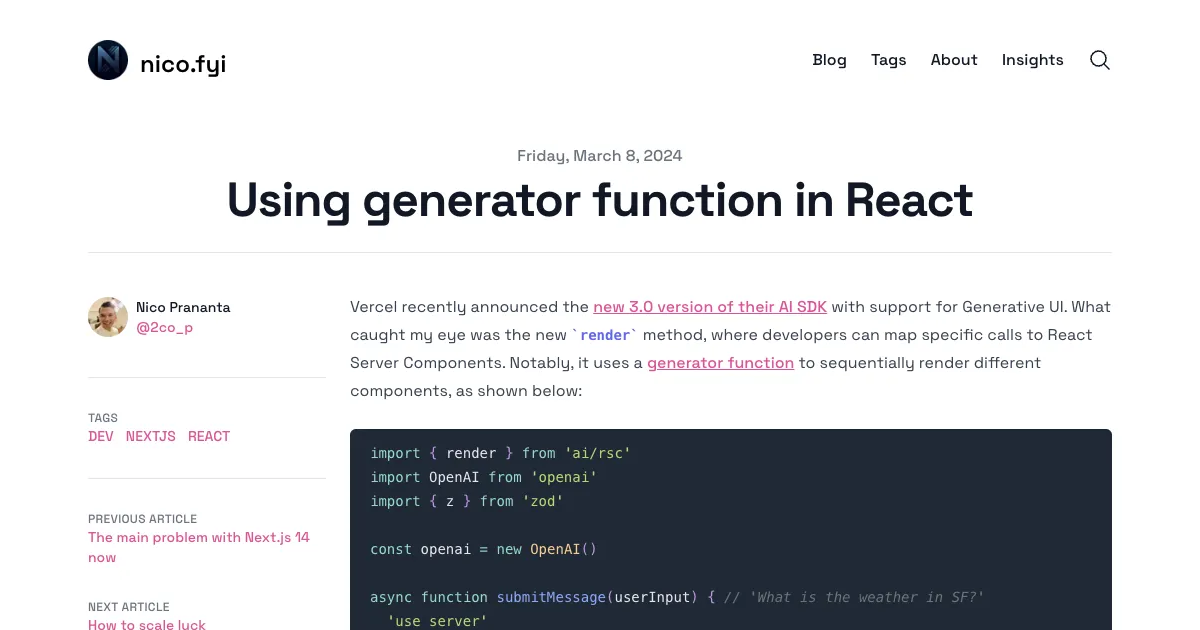 nico.fyi
Blog Tags About Insights
Friday, March 8, 2024
Using generator function in React
Nico Prananta
@2co_p
TAGS
DEV NEXTJS REACT
PREVIOUS ARTICLE
The main problem with Next.js 14
now
NEXT ARTICLE
How to scale luck
Vercel recently announced the new 3.0 version of their AI SDK with support for Generative UI. What
caught my eye was the new `render` method, where developers can map specific calls to React
Server Components. Notably, it uses a generator function to sequentially render different
components, as shown below:
import { render } from 'ai/rsc'
import OpenAI from 'openai'
import { z } from 'zod'
const openai = new OpenAI()
async function submitMessage(userInput) { // 'What is the weather in SF?'
'use server'